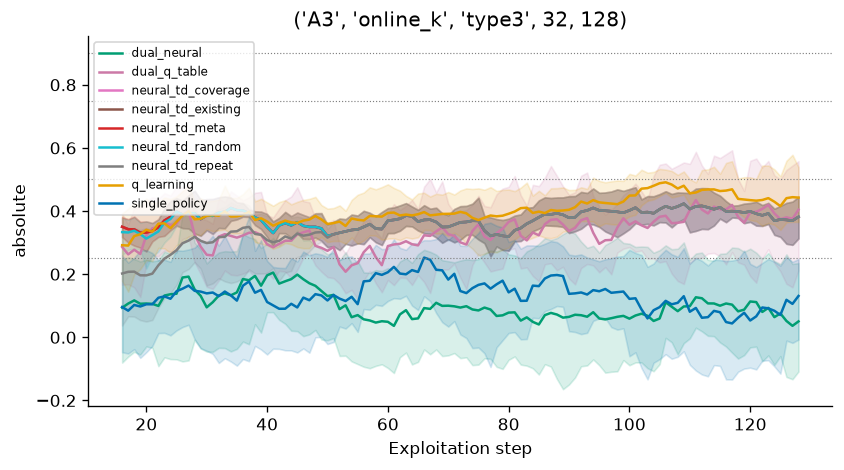 ('A3', 'online_k', 'type3', 32, 128)
absolute
0.8
0.6
0.4
0.2
0.0
−0.2
dual_neural
dual_q_table
neural_td_coverage
neural_td_existing
neural_td_meta
neural_td_random
neural_td_repeat
q_learning
single_policy
20 40 60 80 100 120
Exploitation step